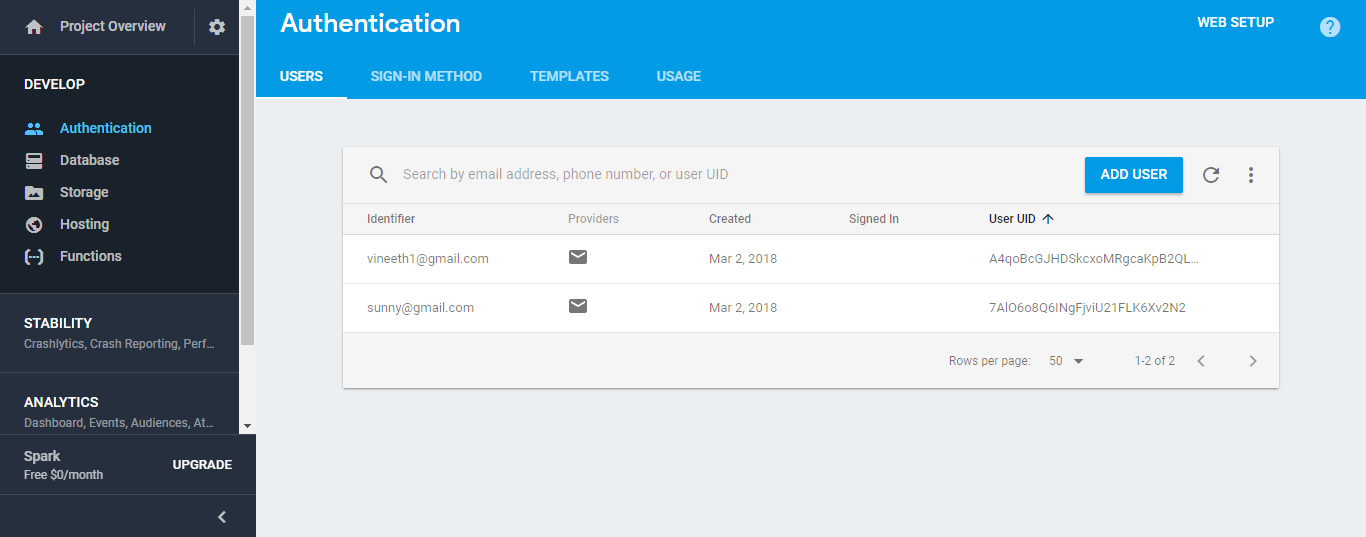 Project Overview
Authentication
WEB SETUP
DEVELOP
USERS
SIGN-IN METHOD
TEMPLATES
USAGE
Authentication
Database
Storage
Hosting
Functions
STABILITY
Crashlytics, Crash Reporting, Perf...
ANALYTICS
Dashboard, Events, Audiences, At...
Spark
Free $0/month
UPGRADE
Search by email address, phone number, or user UID
ADD USER
Identifier Providers Created Signed In User UID
vineeth1@gmail.com Mar 2, 2018 A4qoBcGJHDSkcxoMRgcaKpB2QL...
sunny@gmail.com Mar 2, 2018 7AlO6o8Q6INgFjviU21FLK6Xv2N2
Rows per page: 50 1-2 of 2